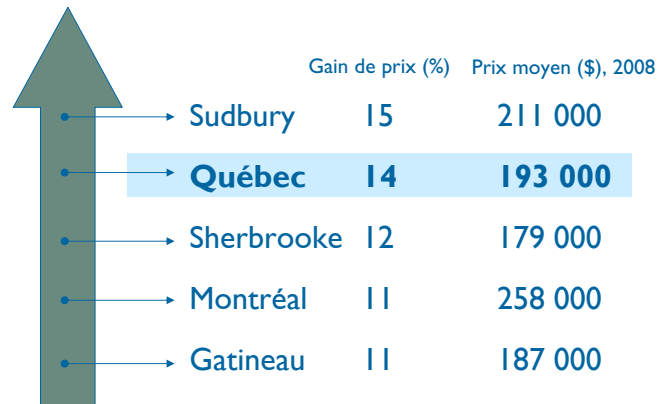 Gain de prix (%) Prix moyen ($), 2008
Sudbury 15 211 000
Québec 14 193 000
Sherbrooke 12 179 000
Montréal 11 258 000
Gatineau 11 187 000